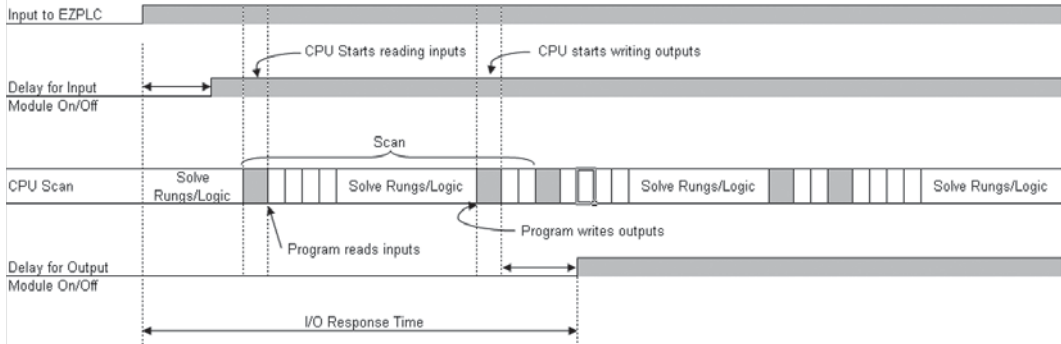 Input to EZPLC
CPU Starts reading inputs
CPU starts writing outputs
Delay for Input
Module On/Off
Scan
CPU Scan
Solve
Rungs/Logic
Solve Rungs/Logic
Solve Rungs/Logic
Solve Rungs/Logic
Program reads inputs
Program writes outputs
Delay for Output
Module On/Off
I/O Response Time